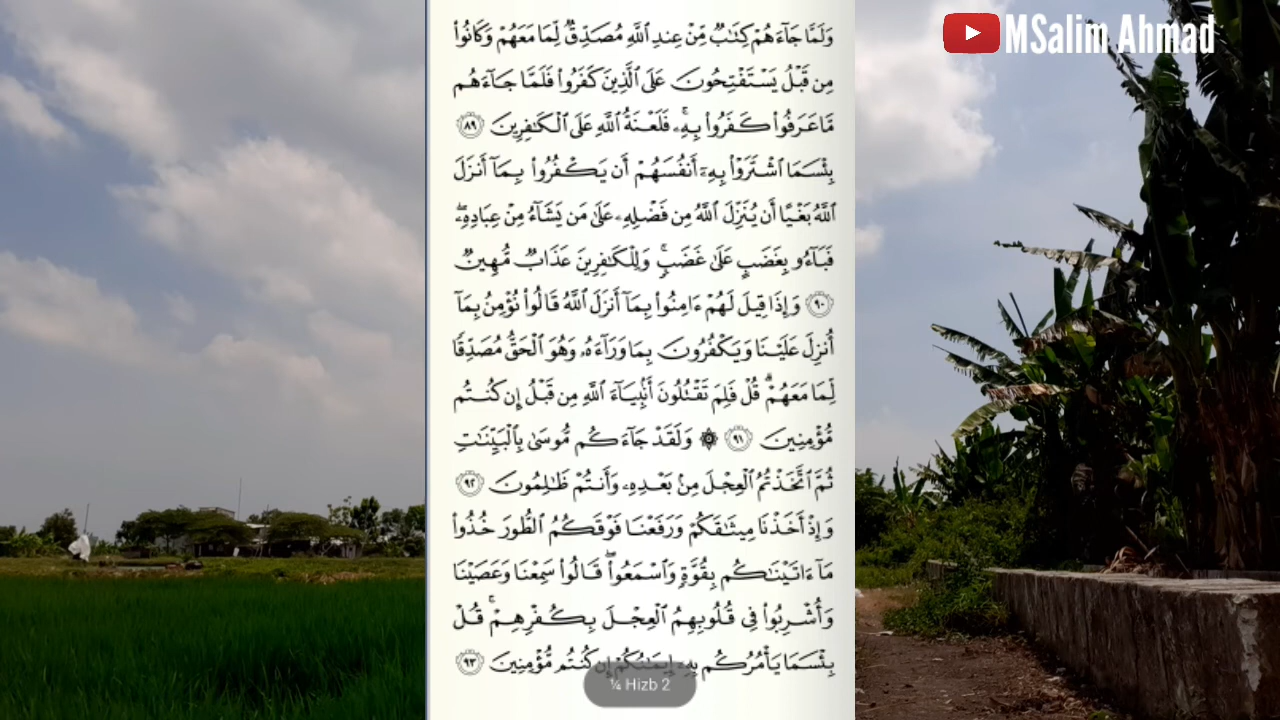 MSalim Ahmad
وَلَمَّا جَآءَهُمْ كِتَٰبٌ مِّنْ عِندِ ٱللَّهِ مُصَدِّقٌ لِّمَا مَعَهُمْ وَكَانُوا۟
مِن قَبْلُ يَسْتَفْتِحُونَ عَلَى ٱلَّذِينَ كَفَرُوا۟ فَلَمَّا جَآءَهُم
مَّا عَرَفُوا۟ كَفَرُوا۟ بِهِۦ ۚ فَلَعْنَةُ ٱللَّهِ عَلَى ٱلْكَٰفِرِينَ ٨٩
بِئْسَمَا ٱشْتَرَوْا۟ بِهِۦٓ أَنفُسَهُمْ أَن يَكْفُرُوا۟ بِمَآ أَنزَلَ
ٱللَّهُ بَغْيًا أَن يُنَزِّلَ ٱللَّهُ مِن فَضْلِهِۦ عَلَىٰ مَن يَشَآءُ مِنْ عِبَادِهِۦ ۖ
فَبَآءُو بِغَضَبٍ عَلَىٰ غَضَبٍ ۚ وَلِلْكَٰفِرِينَ عَذَابٌ مُّهِينٌ
٩٠ وَإِذَا قِيلَ لَهُمْ ءَامِنُوا۟ بِمَآ أَنزَلَ ٱللَّهُ قَالُوا۟ نُؤْمِنُ بِمَآ
أُنزِلَ عَلَيْنَا وَيَكْفُرُونَ بِمَا وَرَآءَهُۥ وَهُوَ ٱلْحَقُّ مُصَدِّقًا
لِّمَا مَعَهُمْ ۗ قُلْ فَلِمَ تَقْتُلُونَ أَنۢبِيَآءَ ٱللَّهِ مِن قَبْلُ إِن كُنتُم
مُّؤْمِنِينَ ٩١ ۞ وَلَقَدْ جَآءَكُم مُّوسَىٰ بِٱلْبَيِّنَٰتِ
ثُمَّ ٱتَّخَذْتُمُ ٱلْعِجْلَ مِنۢ بَعْدِهِۦ وَأَنتُمْ ظَٰلِمُونَ ٩٢
وَإِذْ أَخَذْنَا مِيثَٰقَكُمْ وَرَفَعْنَا فَوْقَكُمُ ٱلطُّورَ خُذُوا۟
مَآ ءَاتَيْنَٰكُم بِقُوَّةٍ وَٱسْمَعُوا۟ ۖ قَالُوا۟ سَمِعْنَا وَعَصَيْنَا
وَأُشْرِبُوا۟ فِى قُلُوبِهِمُ ٱلْعِجْلَ بِكُفْرِهِمْ ۚ قُلْ
بِئْسَمَا يَأْمُرُكُم بِهِۦٓ إِيمَٰنُكُمْ إِن كُنتُم مُّؤْمِنِينَ ٩٣
¼ Hizb 2